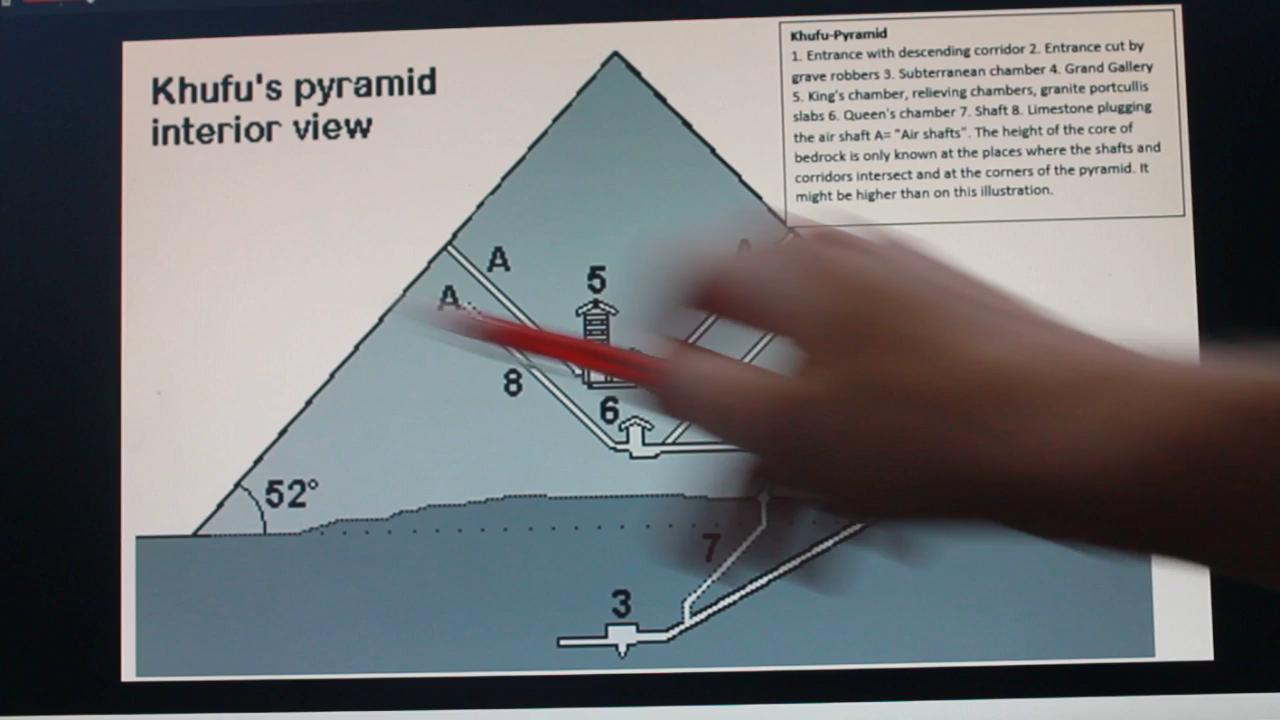 Khufu's pyramid
interior view
Khufu-Pyramid
1. Entrance with descending corridor 2. Entrance cut by
grave robbers 3. Subterranean chamber 4. Grand Gallery
5. King's chamber, relieving chambers, granite portcullis
slabs 6. Queen's chamber 7. Shaft 8. Limestone plugging
the air shaft A= "Air shafts". The height of the core of
bedrock is only known at the places where the shafts and
corridors intersect and at the corners of the pyramid. It
might be higher than on this illustration.
A
A
A
5
8
6
52°
7
3